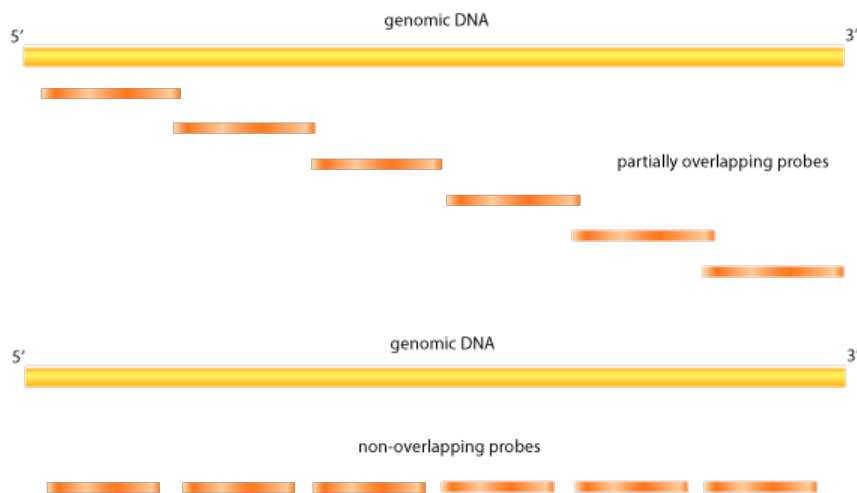 genomic DNA
5’ 3’
partially overlapping probes
genomic DNA
5’ 3’
non-overlapping probes